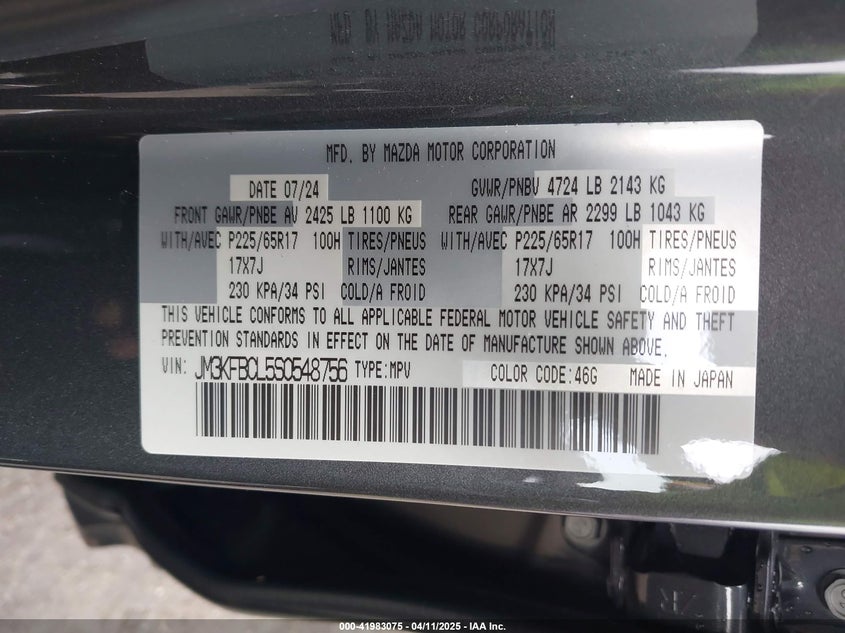 MFD. BY MAZDA MOTOR CORPORATION
DATE 07/24 GVWR/PNBV 4724 LB 2143 KG
FRONT GAWR/PNBE AV 2425 LB 1100 KG REAR GAWR/PNBE AR 2299 LB 1043 KG
WITH/AVEC P225/65R17 100H TIRES/PNEUS WITH/AVEC P225/65R17 100H TIRES/PNEUS
17X7J RIMS/JANTES 17X7J RIMS/JANTES
230 KPA/34 PSI COLD/A FROID 230 KPA/34 PSI COLD/A FROID
THIS VEHICLE CONFORMS TO ALL APPLICABLE FEDERAL MOTOR VEHICLE SAFETY AND THEFT
PREVENTION STANDARDS IN EFFECT ON THE DATE OF MANUFACTURE SHOWN ABOVE.
VIN: JM3KFBCL5S0548756 TYPE:MPV COLOR CODE:46G MADE IN JAPAN
000-41983075 - 04/11/2025 - IAA Inc.